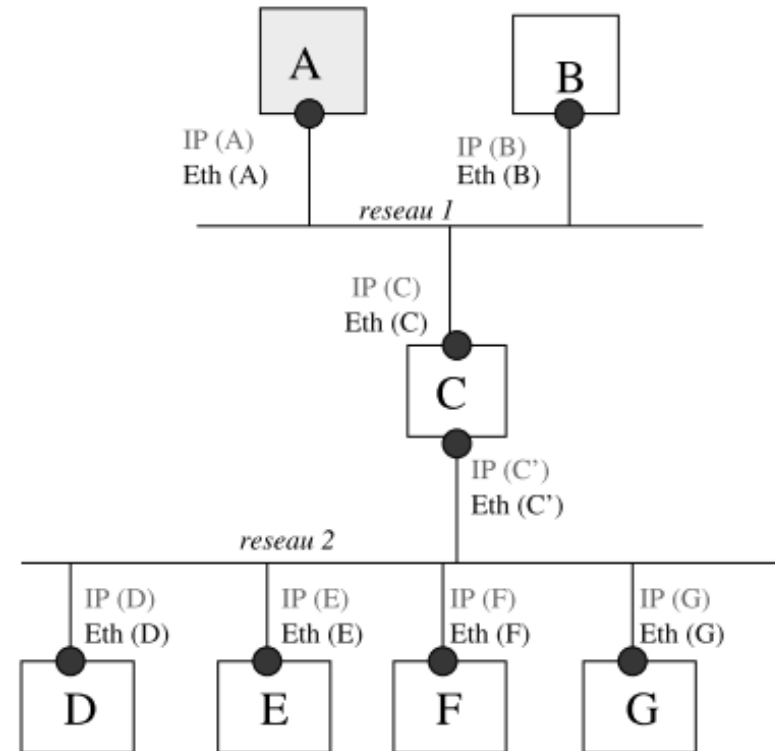 A
B
IP (A)
Eth (A)
IP (B)
Eth (B)
reseau 1
IP (C)
Eth (C)
C
IP (C’)
Eth (C’)
reseau 2
IP (D)
Eth (D)
IP (E)
Eth (E)
IP (F)
Eth (F)
IP (G)
Eth (G)
D
E
F
G